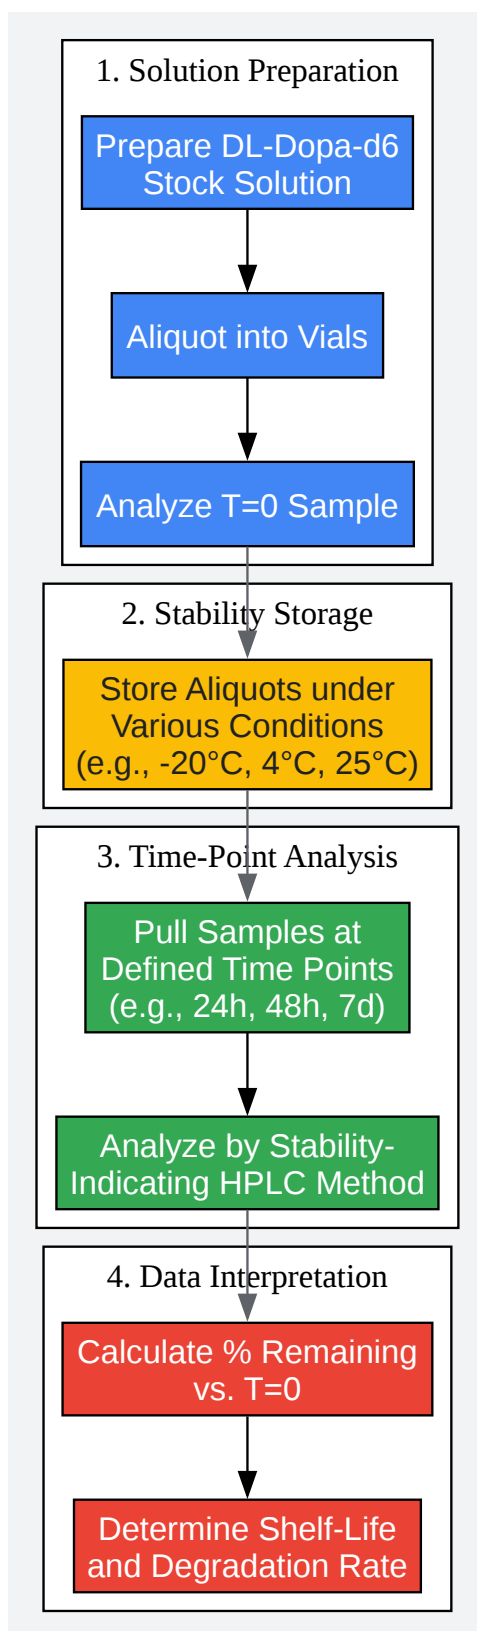 1. Solution Preparation
Prepare DL-Dopa-d6
Stock Solution
Aliquot into Vials
Analyze T=0 Sample
2. Stability Storage
Store Aliquots under
Various Conditions
(e.g., -20°C, 4°C, 25°C)
3. Time-Point Analysis
Pull Samples at
Defined Time Points
(e.g., 24h, 48h, 7d)
Analyze by Stability-
Indicating HPLC Method
4. Data Interpretation
Calculate % Remaining
vs. T=0
Determine Shelf-Life
and Degradation Rate